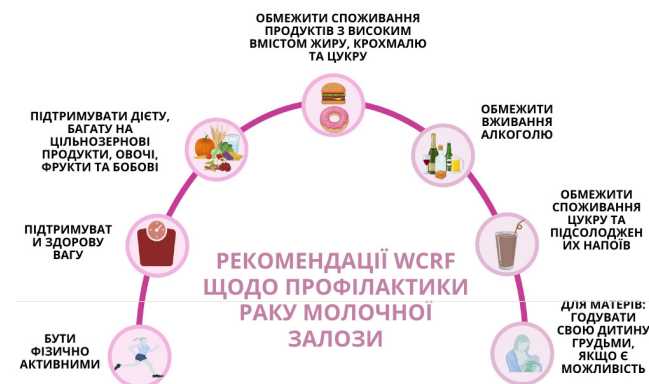 ОБМЕЖИТИ СПОЖИВАННЯ
ПРОДУКТІВ З ВИСОКИМ
ВМІСТОМ ЖИРУ, КРОХМАЛЮ
ТА ЦУКРУ
ПІДТРИМУВАТИ ДІЄТУ,
БАГАТУ НА
ЦІЛЬНОЗЕРНОВІ
ПРОДУКТИ, ОВОЧІ,
ФРУКТИ ТА БОБОВІ
ОБМЕЖИТИ
ВЖИВАННЯ
АЛКОГОЛЮ
ПІДТРИМУВАТ
И ЗДОРОВУ
ВАГУ
ОБМЕЖИТИ
СПОЖИВАННЯ
ЦУКРУ ТА
ПІДСОЛОДЖЕН
ИХ НАПОЇВ
РЕКОМЕНДАЦІЇ WCRF
ЩОДО ПРОФІЛАКТИКИ
РАКУ МОЛОЧНОЇ
ЗАЛОЗИ
БУТИ
ФІЗИЧНО
АКТИВНИМИ
ДЛЯ МАТЕРІВ:
ГОДУВАТИ
СВОЮ ДИТИНУ
ГРУДЬМИ,
ЯКЩО Є
МОЖЛИВІСТЬ